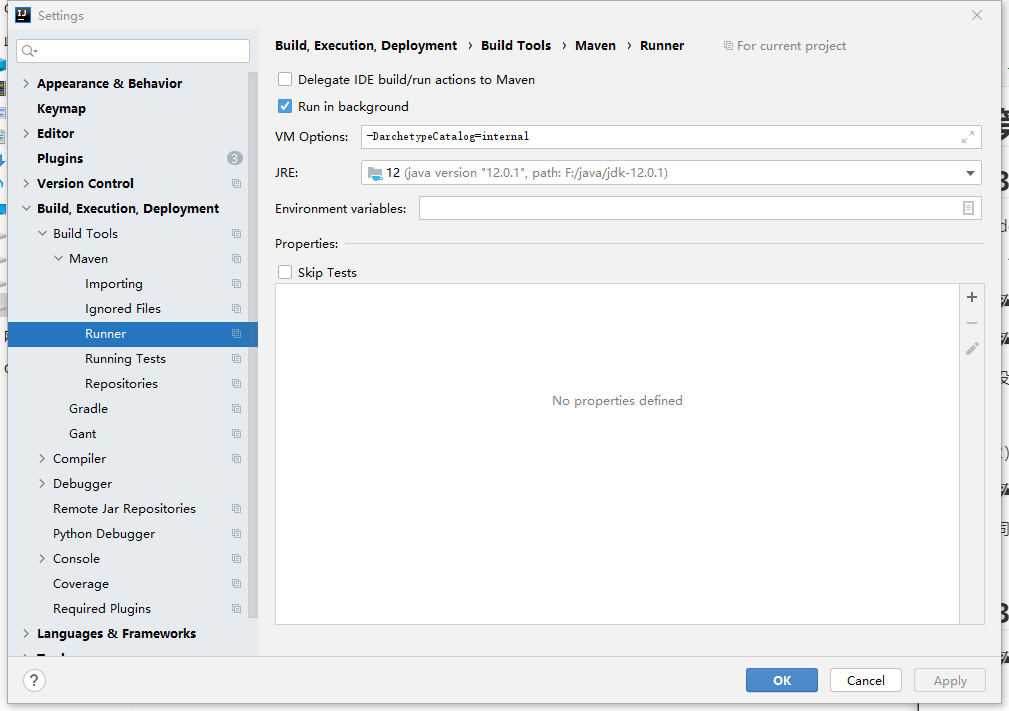 Settings
Build, Execution, Deployment › Build Tools › Maven › Runner For current project
Appearance & Behavior
Keymap
Editor
Plugins 3
Version Control
Build, Execution, Deployment
Build Tools
Maven
Importing
Ignored Files
Runner
Running Tests
Repositories
Gradle
Gant
Compiler
Debugger
Remote Jar Repositories
Python Debugger
Console
Coverage
Required Plugins
Languages & Frameworks
Delegate IDE build/run actions to Maven
Run in background
VM Options: -DarchetypeCatalog=internal
JRE: 12 (java version "12.0.1", path: F:/java/jdk-12.0.1)
Environment variables:
Properties:
Skip Tests
No properties defined
?
OK Cancel Apply